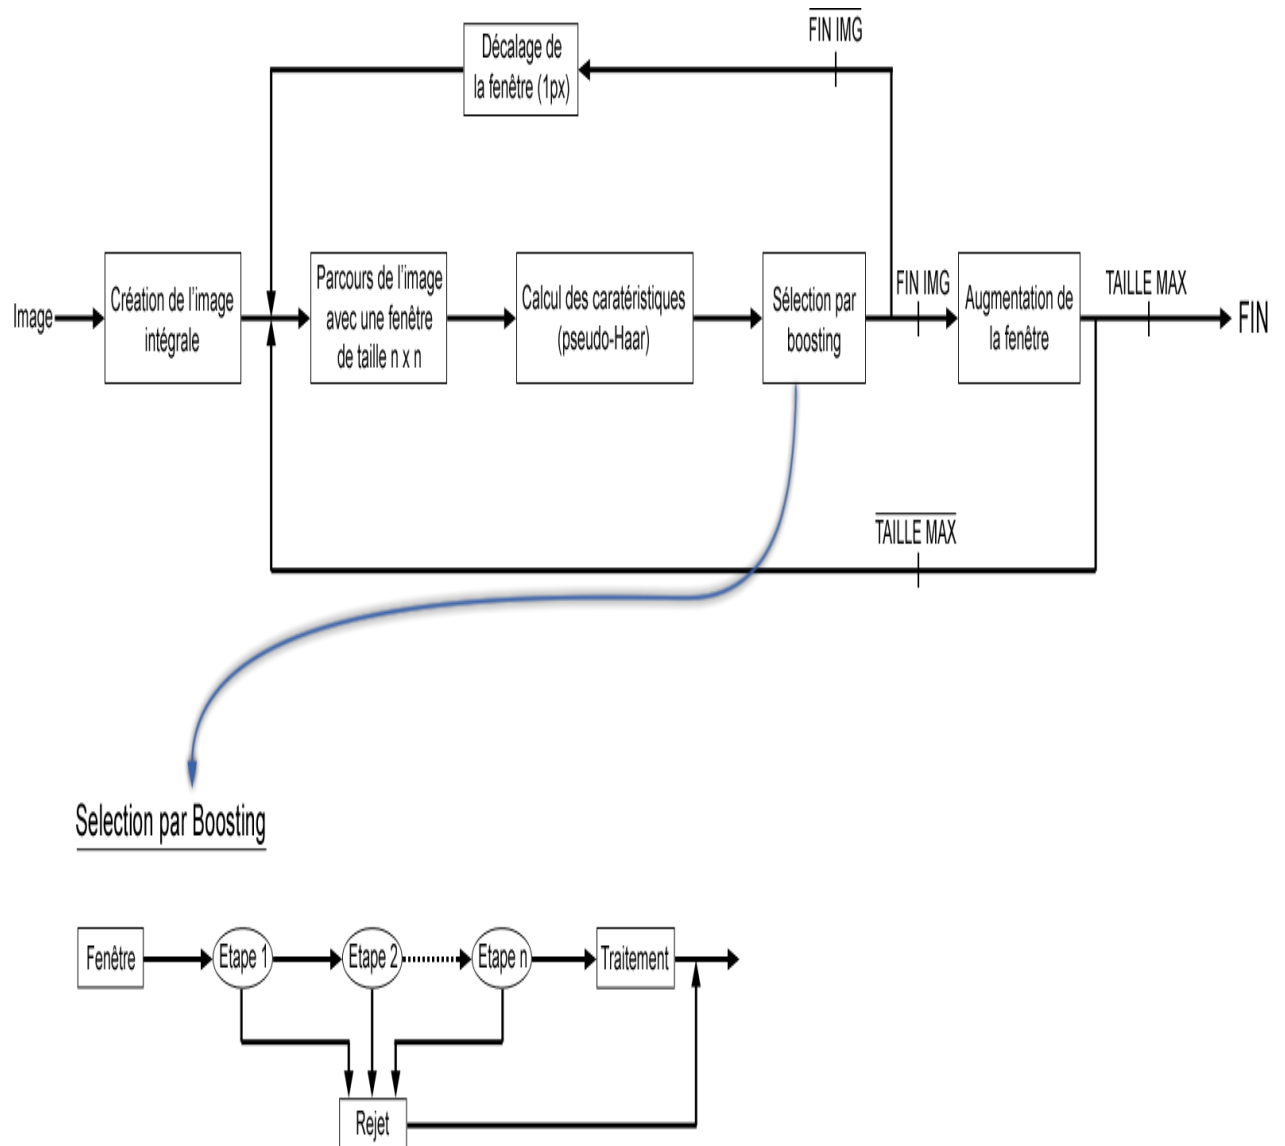 FIN IMG
Décalage de
la fenêtre (1px)
Image
Création de l'image
intégrale
Parcours de l'image
avec une fenêtre
de taille n x n
Calcul des caratéristiques
(pseudo-Haar)
Sélection par
boosting
FIN IMG
Augmentation de
la fenêtre
TAILLE MAX
FIN
TAILLE MAX
Selection par Boosting
Fenêtre
Etape 1
Etape 2
Etape n
Traitement
Rejet